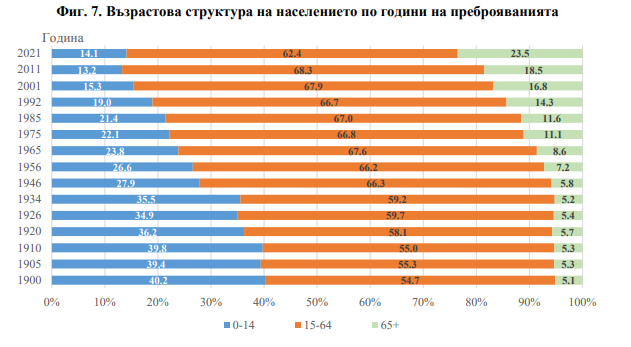 Фиг. 7. Възрастова структура на населението по години на преброяванията
Година
2021 14.1 62.4 23.5
2011 13.2 68.3 18.5
2001 15.3 67.9 16.8
1992 19.0 66.7 14.3
1985 21.4 67.0 11.6
1975 22.1 66.8 11.1
1965 23.8 67.6 8.6
1956 26.6 66.2 7.2
1946 27.9 66.3 5.8
1934 35.5 59.2 5.2
1926 34.9 59.7 5.4
1920 36.2 58.1 5.7
1910 39.8 55.0 5.3
1905 39.4 55.3 5.3
1900 40.2 54.7 5.1
0% 10% 20% 30% 40% 50% 60% 70% 80% 90% 100%
0-14 15-64 65+